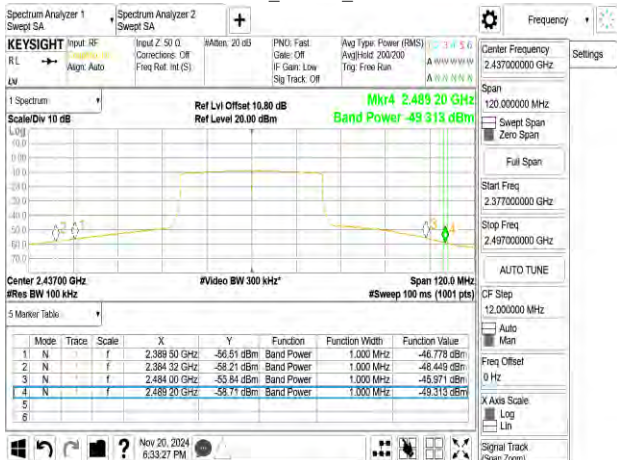 Spectrum Analyzer 1
Swept SA
Spectrum Analyzer 2
Swept SA
+
Frequency
KEYSIGHT
RL
Input: RF
Align: Auto
Input Z: 50 Ω
Corrections: Off
Freq Ref: Int (S)
#Atten: 20 dB
PNO: Fast
Gate: Off
IF Gain: Low
Sig Track: Off
Avg Type: Power (RMS)
Avg|Hold: 200/200
Trig: Free Run
A W W W W W
A N N N N N
1 Spectrum
Scale/Div 10 dB
Log
Ref Lvl Offset 10.80 dB
Ref Level 20.00 dBm
Mkr4 2.489 20 GHz
Band Power -49.313 dBm
2
1
3
4
Center 2.43700 GHz
#Res BW 100 kHz
#Video BW 300 kHz*
Span 120.0 MHz
#Sweep 100 ms (1001 pts)
5 Marker Table
Mode Trace Scale X Y Function Function Width Function Value
1 N f 2.389 50 GHz -56.51 dBm Band Power 1.000 MHz -46.778 dBm
2 N f 2.384 32 GHz -58.21 dBm Band Power 1.000 MHz -48.449 dBm
3 N f 2.484 00 GHz -53.84 dBm Band Power 1.000 MHz -45.971 dBm
4 N f 2.489 20 GHz -58.71 dBm Band Power 1.000 MHz -49.313 dBm
5
6
?
Nov 20, 2024
6:33:27 PM
Center Frequency
2.437000000 GHz
Settings
Span
120.000000 MHz
Swept Span
Zero Span
Full Span
Start Freq
2.377000000 GHz
Stop Freq
2.497000000 GHz
AUTO TUNE
CF Step
12.000000 MHz
Auto
Man
Freq Offset
0 Hz
X Axis Scale
Log
Lin
Signal Track
(Span Zoom)